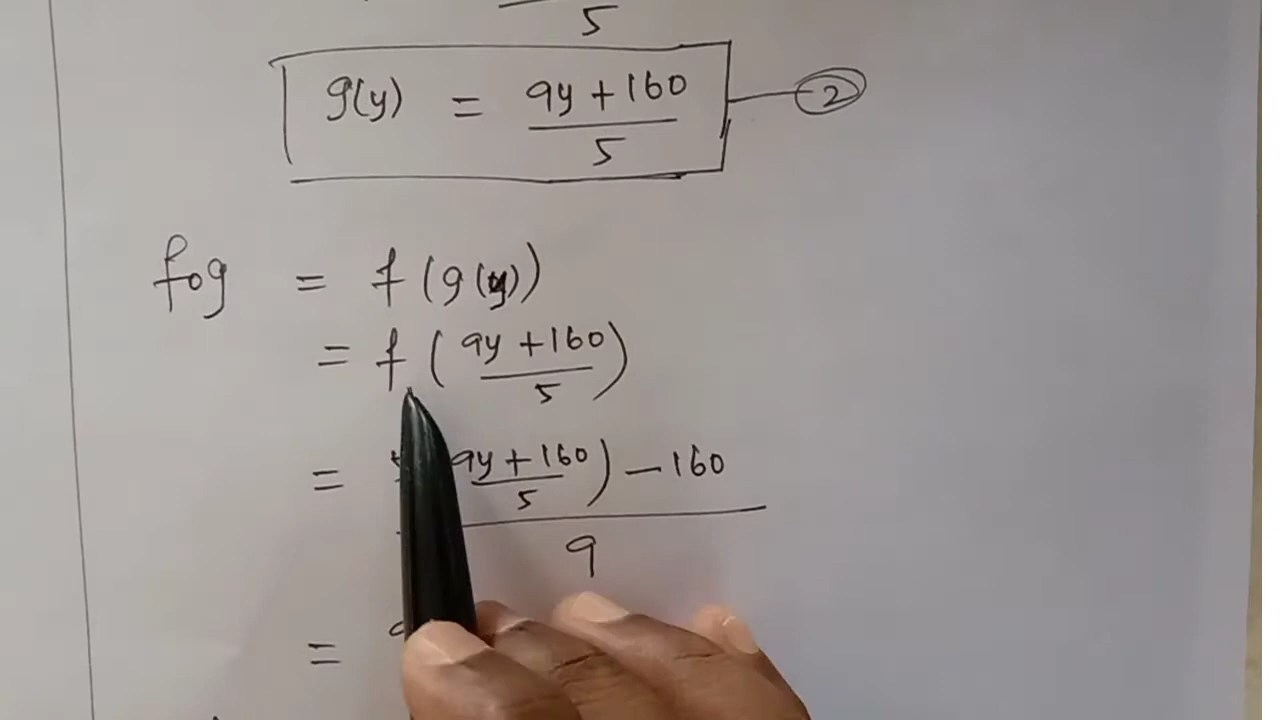 5
g(y) = (9y + 160)/5 — 2
fog = f(g(y))
= f((9y + 160)/5)
= (9y + 160)/5) - 160
9
=